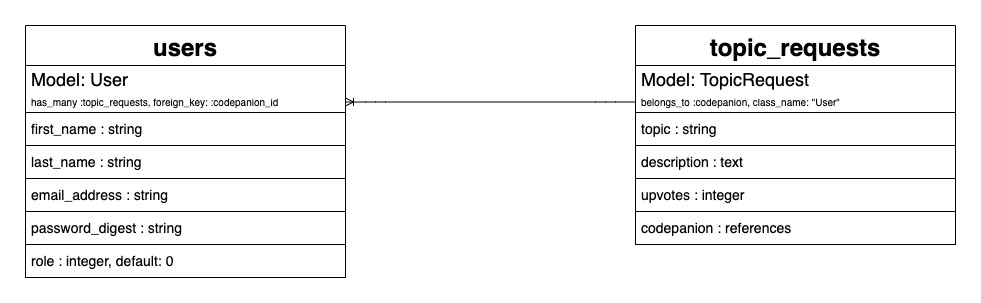 users
Model: User
has_many :topic_requests, foreign_key: :codepanion_id
first_name : string
last_name : string
email_address : string
password_digest : string
role : integer, default: 0
topic_requests
Model: TopicRequest
belongs_to :codepanion, class_name: "User"
topic : string
description : text
upvotes : integer
codepanion : references